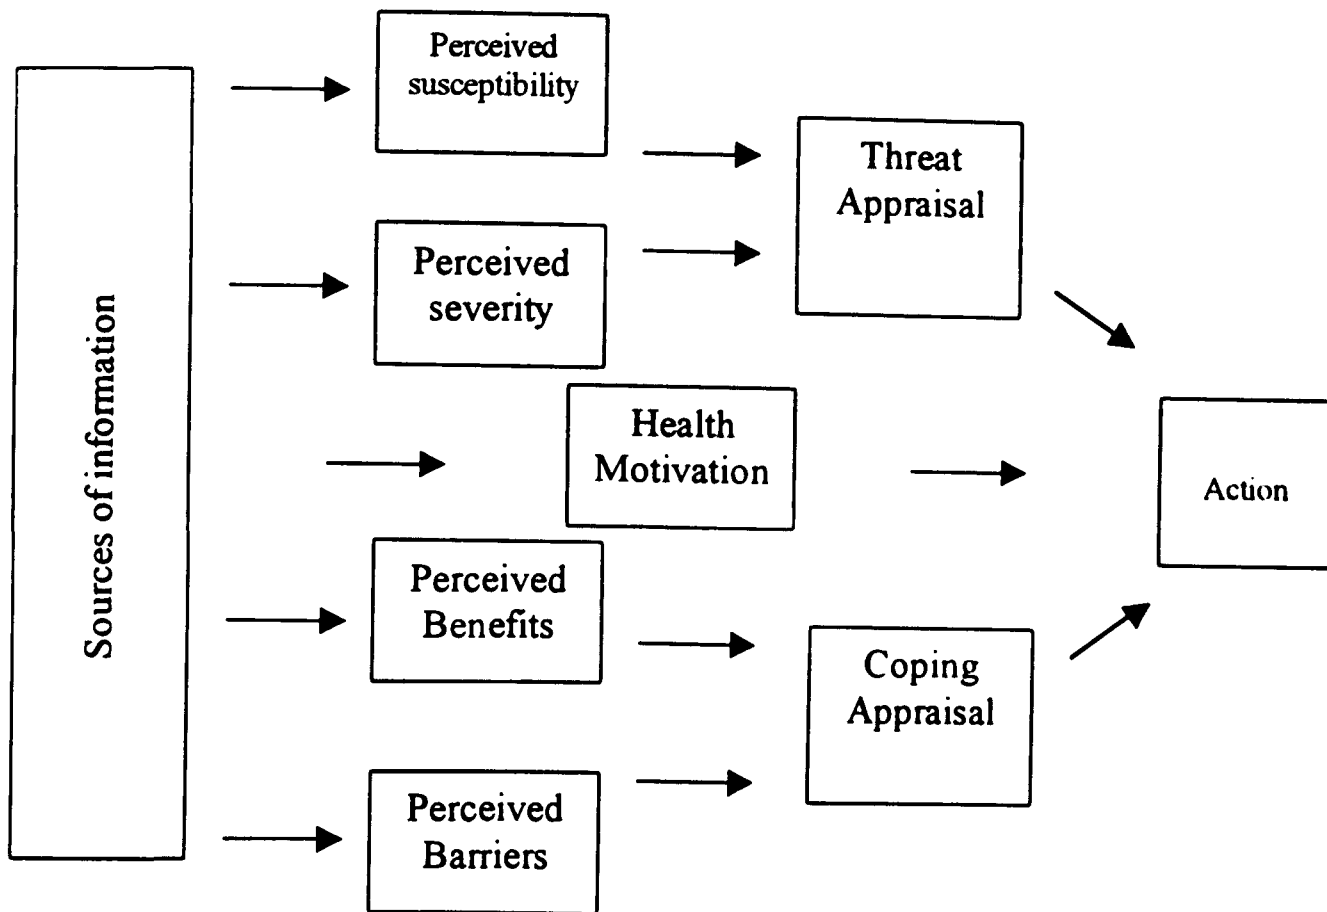 Sources of information
Perceived
susceptibility
Perceived
severity
Health
Motivation
Perceived
Benefits
Perceived
Barriers
Threat
Appraisal
Coping
Appraisal
Action